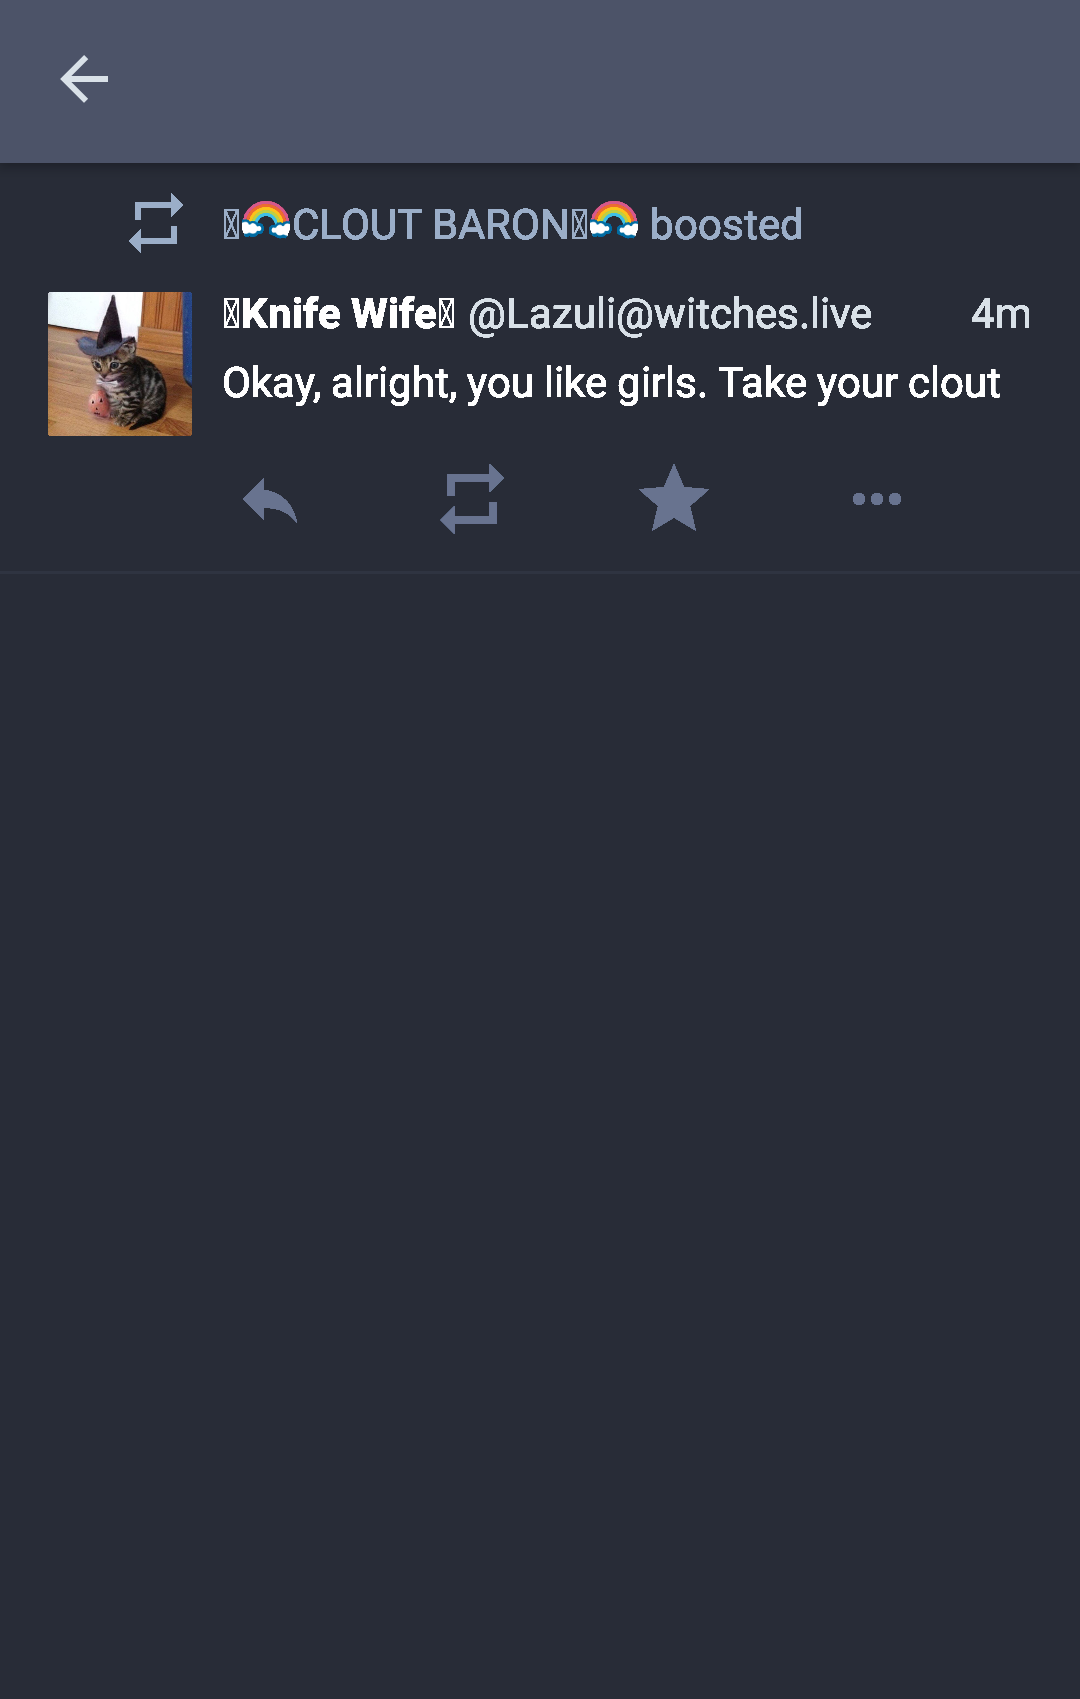 🌈CLOUT BARON🌈 boosted
Knife Wife @Lazuli@witches.live 4m
Okay, alright, you like girls. Take your clout